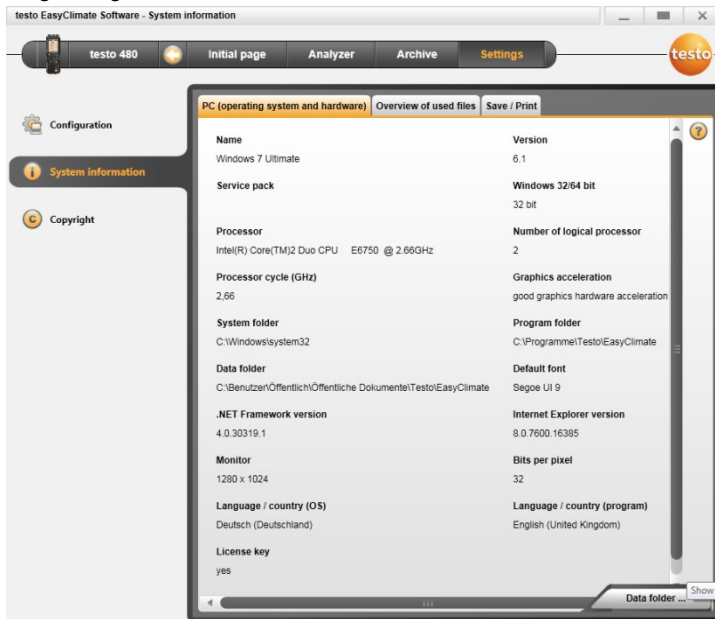 testo EasyClimate Software - System information
testo 480
Initial page
Analyzer
Archive
Settings
testo
PC (operating system and hardware)
Overview of used files
Save / Print
Configuration
System information
Copyright
Name
Version
Windows 7 Ultimate
6.1
Service pack
Windows 32/64 bit
32 bit
Processor
Number of logical processor
Intel(R) Core(TM)2 Duo CPU E6750 @ 2.66GHz
2
Processor cycle (GHz)
Graphics acceleration
2,66
good graphics hardware acceleration
System folder
Program folder
C:\Windows\system32
C:\Programme\Testo\EasyClimate
Data folder
Default font
C:\Benutzer\Öffentlich\Öffentliche Dokumente\Testo\EasyClimate
Segoe UI 9
.NET Framework version
Internet Explorer version
4.0.30319.1
8.0.7600.16385
Monitor
Bits per pixel
1280 x 1024
32
Language / country (OS)
Language / country (program)
Deutsch (Deutschland)
English (United Kingdom)
License key
yes
Data folder ...
Show